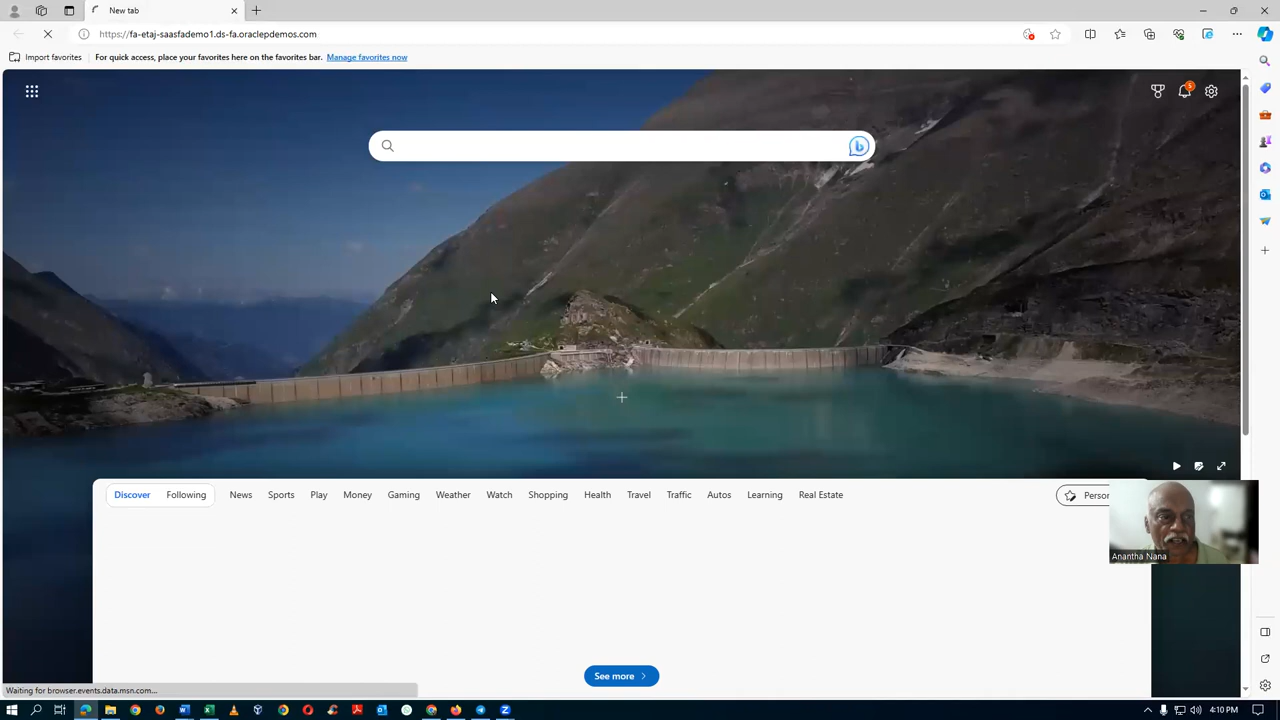 New tab
https://fa-etaj-saasfademo1.ds-fa.oraclepdemos.com
Import favorites For quick access, place your favorites here on the favorites bar. Manage favorites now
5
Discover Following News Sports Play Money Gaming Weather Watch Shopping Health Travel Traffic Autos Learning Real Estate Person
Anantha Nana
See more
Waiting for browser.events.data.msn.com...
4:10 PM